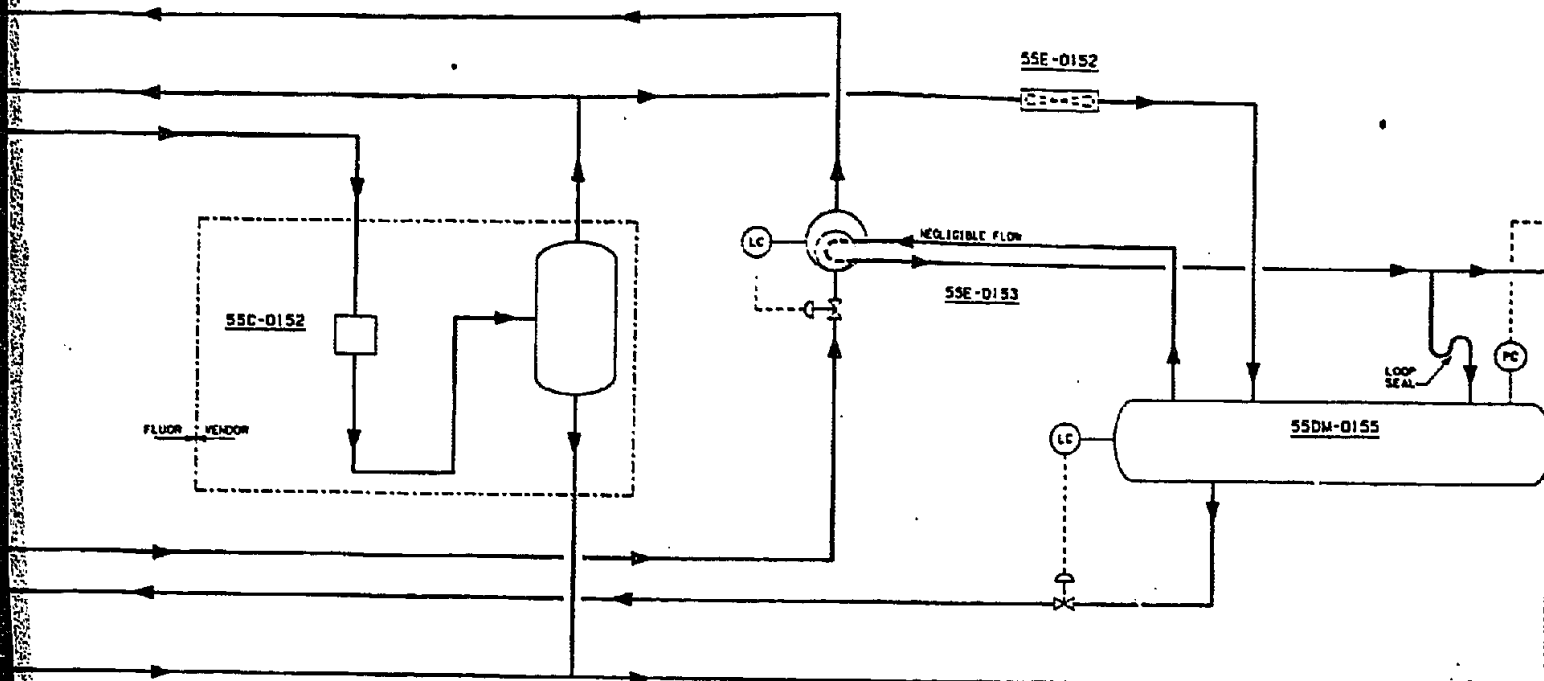 55E-0152
LC
NEGLIGIBLE FLOW
55E-0153
55C-0152
PC
LOOP
SEAL
FLUOR VENDOR
LC
55DM-0155